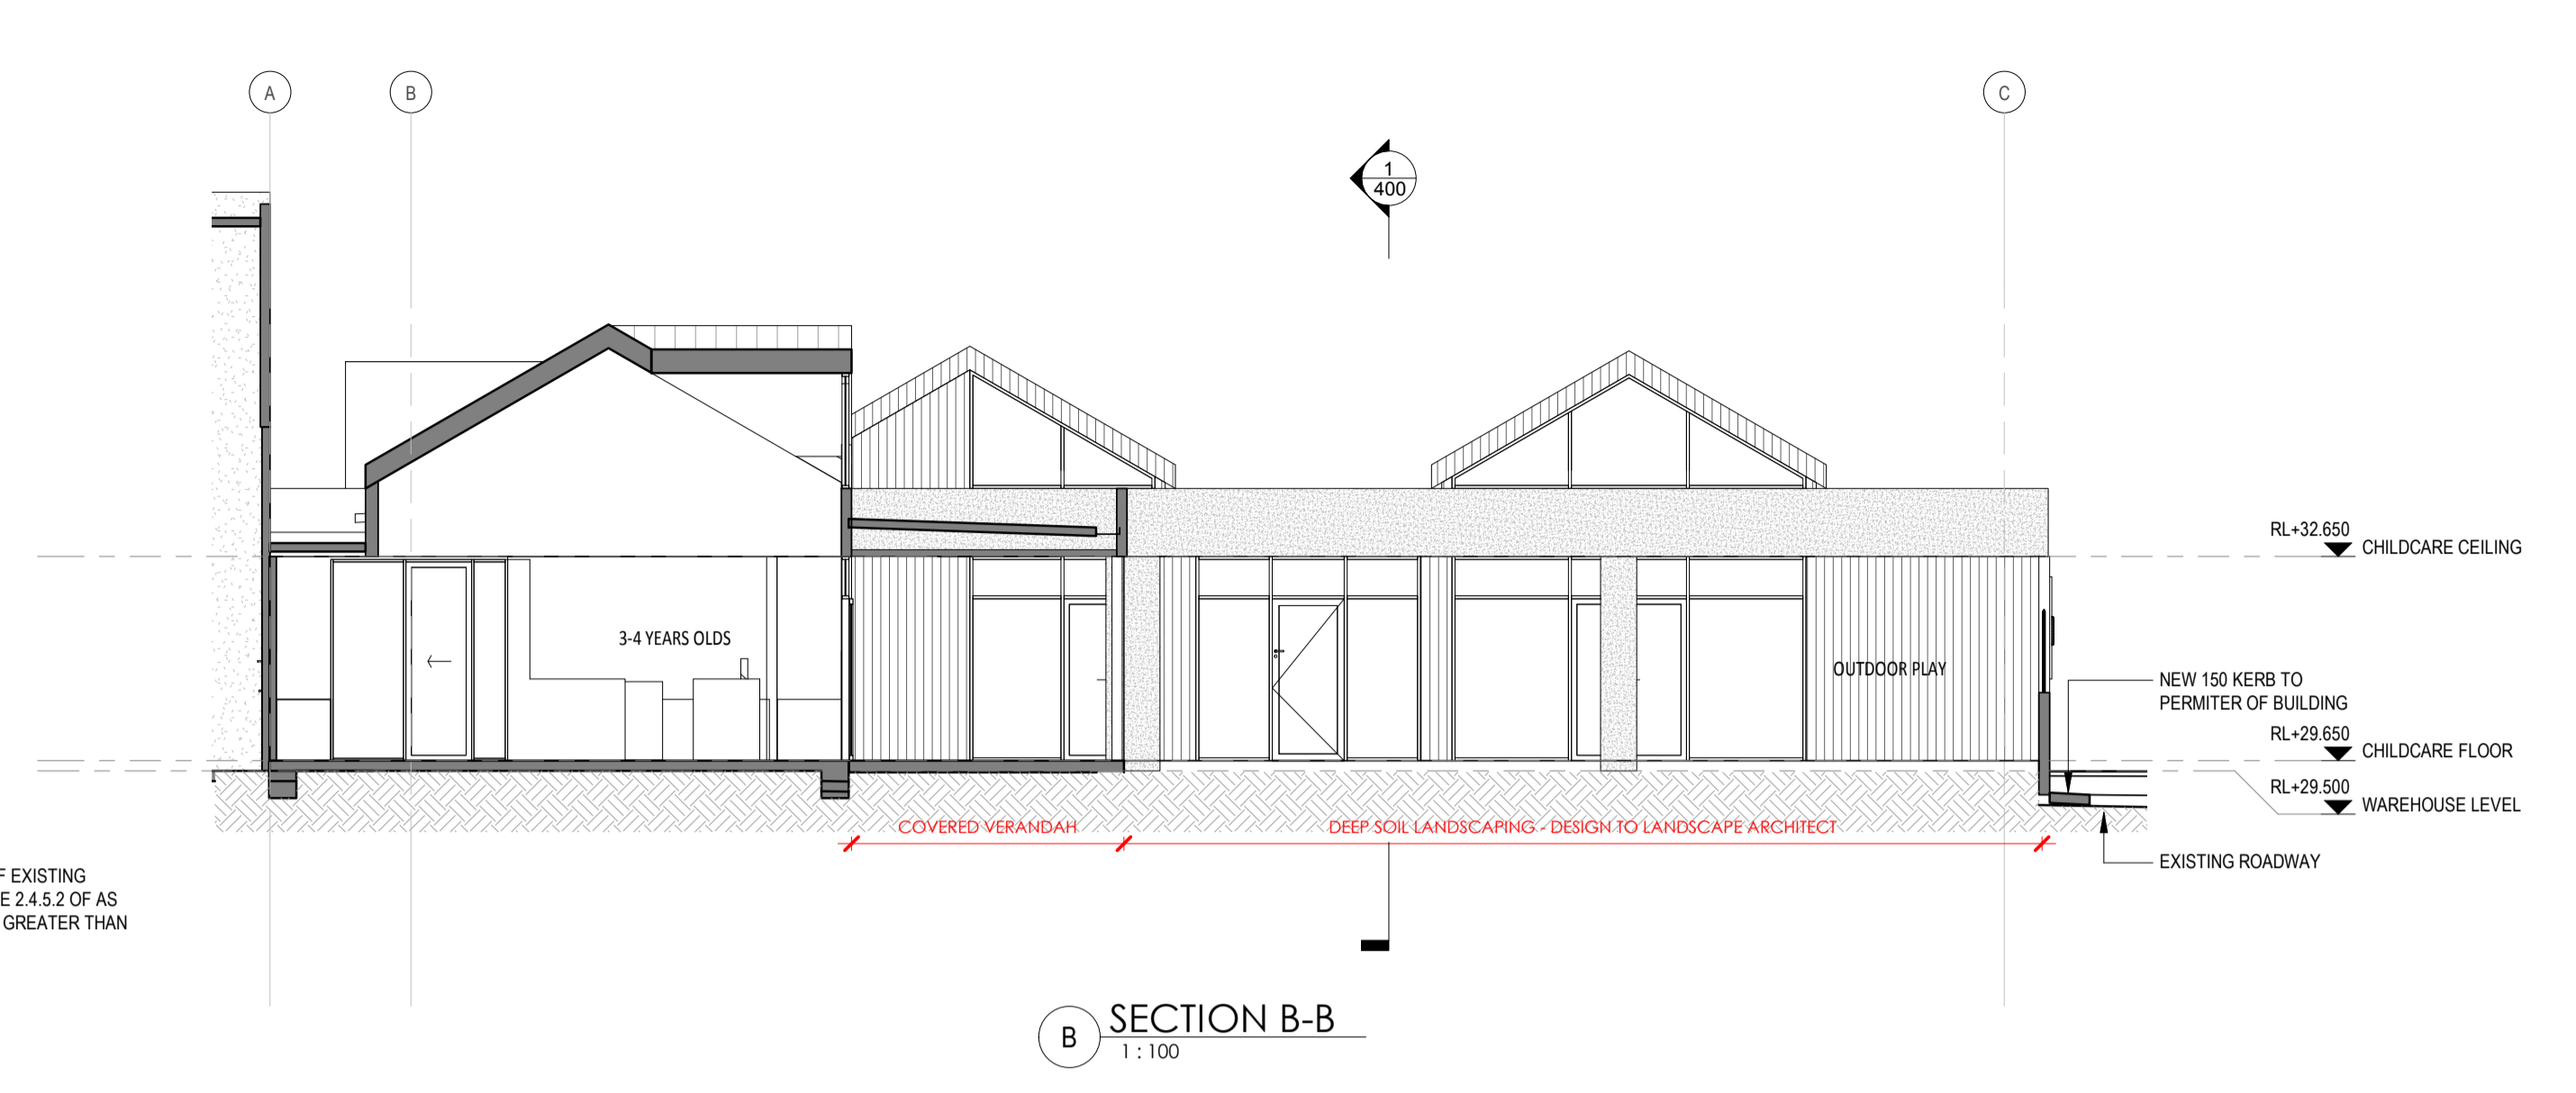 A
B
C
1
400
RL+32.650
CHILDCARE CEILING
3-4 YEARS OLDS
OUTDOOR PLAY
NEW 150 KERB TO
PERMITER OF BUILDING
RL+29.650
CHILDCARE FLOOR
RL+29.500
WAREHOUSE LEVEL
COVERED VERANDAH
DEEP SOIL LANDSCAPING - DESIGN TO LANDSCAPE ARCHITECT
EXISTING ROADWAY
F EXISTING
E 2.4.5.2 OF AS
GREATER THAN
B
SECTION B-B
1 : 100